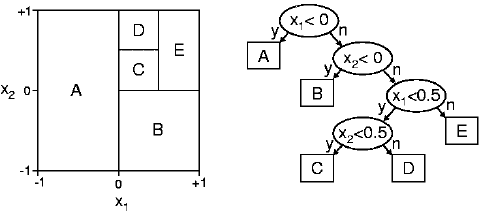 +1
D
E
C
x2 0
A
B
-1
-1 0 +1
x1
x1< 0
y n
A
x2< 0
y n
B
x1<0.5
y n
x2<0.5
E
y n
C
D